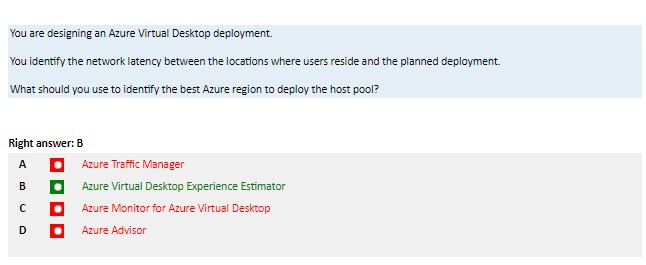 You are designing an Azure Virtual Desktop deployment.
You identify the network latency between the locations where users reside and the planned deployment.
What should you use to identify the best Azure region to deploy the host pool?
Right answer: B
A Azure Traffic Manager
B Azure Virtual Desktop Experience Estimator
C Azure Monitor for Azure Virtual Desktop
D Azure Advisor